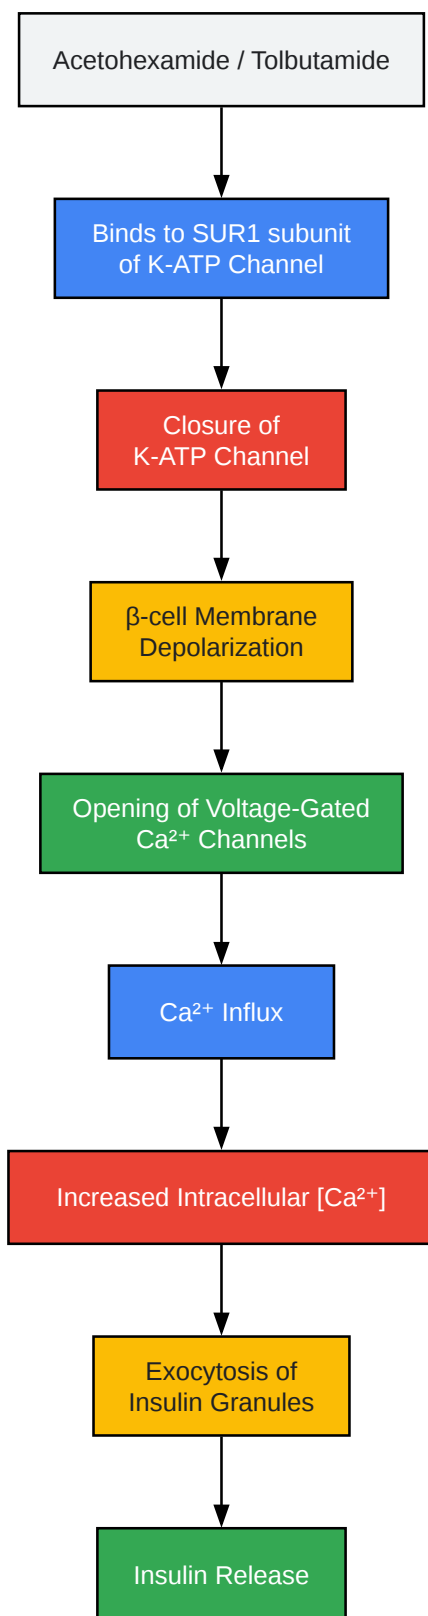 Acetohexamide / Tolbutamide
Binds to SUR1 subunit
of K-ATP Channel
Closure of
K-ATP Channel
β-cell Membrane
Depolarization
Opening of Voltage-Gated
Ca²⁺ Channels
Ca²⁺ Influx
Increased Intracellular [Ca²⁺]
Exocytosis of
Insulin Granules
Insulin Release